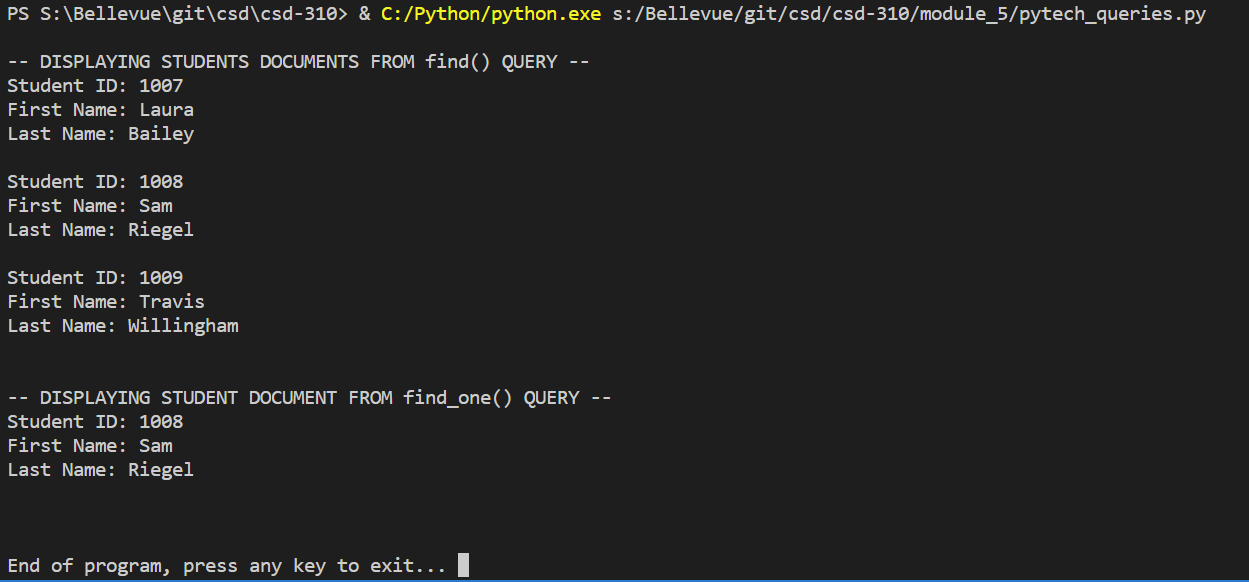 PS S:\Bellevue\git\csd\csd-310> & C:/Python/python.exe s:/Bellevue/git/csd/csd-310/module_5/pytech_queries.py
-- DISPLAYING STUDENTS DOCUMENTS FROM find() QUERY --
Student ID: 1007
First Name: Laura
Last Name: Bailey
Student ID: 1008
First Name: Sam
Last Name: Riegel
Student ID: 1009
First Name: Travis
Last Name: Willingham
-- DISPLAYING STUDENT DOCUMENT FROM find_one() QUERY --
Student ID: 1008
First Name: Sam
Last Name: Riegel
End of program, press any key to exit...